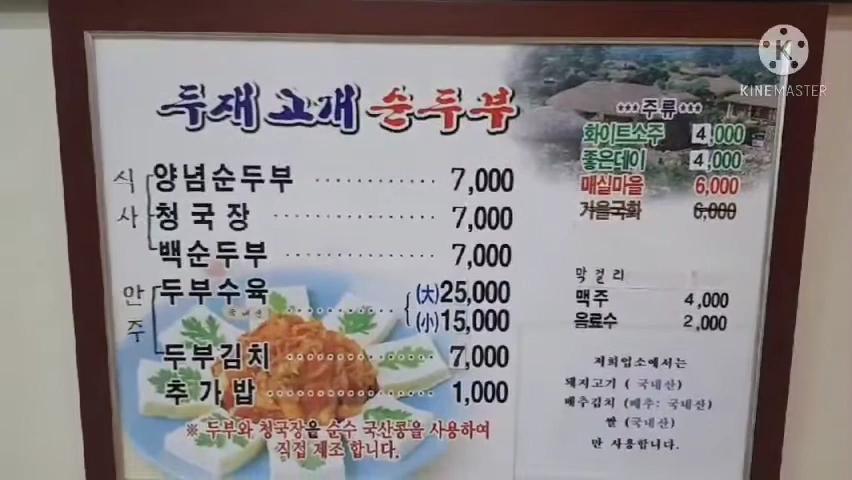 두재고개 순두부
식사
양념순두부 ............ 7,000
청국장 ............ 7,000
백순두부 ............ 7,000
안주
두부수육 국내산 ............ (大)25,000
(小)15,000
두부김치 ............ 7,000
추가밥 ............ 1,000
※ 두부와 청국장은 순수 국산콩을 사용하여
직접 제조 합니다.
***주류***
화이트소주 4,000
좋은데이 4,000
매실마을 6,000
가을국화 6,000
막걸리
맥주 4,000
음료수 2,000
저희업소에서는
돼지고기 ( 국내산)
배추김치 (배추: 국내산)
쌀 (국내산)
만 사용합니다.
K
KINEMASTER